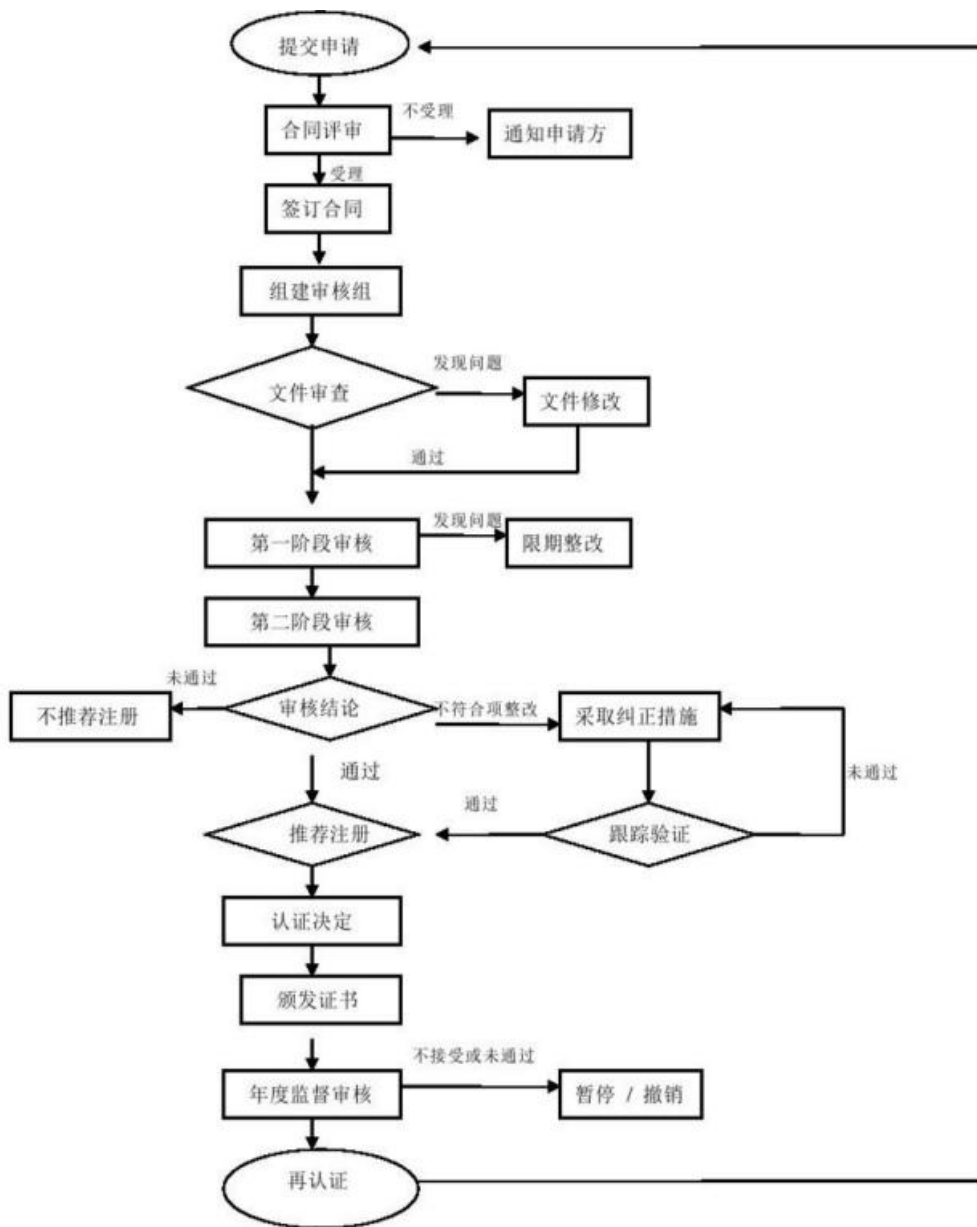 提交申请
不受理
合同评审
通知申请方
受理
签订合同
组建审核组
发现问题
文件审查
文件修改
通过
发现问题
第一阶段审核
限期整改
第二阶段审核
未通过
不推荐注册
审核结论
不符合项整改
采取纠正措施
通过
未通过
通过
推荐注册
跟踪验证
认证决定
颁发证书
不接受或未通过
年度监督审核
暂停 / 撤销
再认证